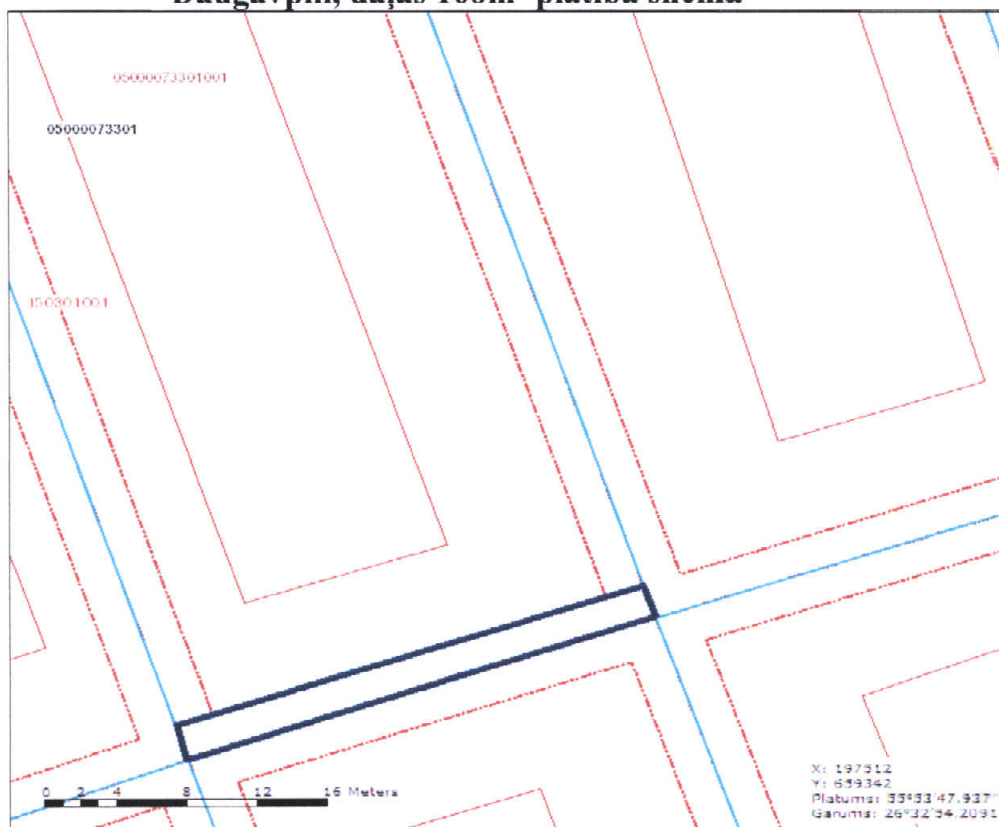 05000073301001
05000073301
150301001
0 2 4 8 12 16 Meters
X: 197512
Y: 659342
Platums: 55°53'47.937"
Garums: 26°32'54.2091